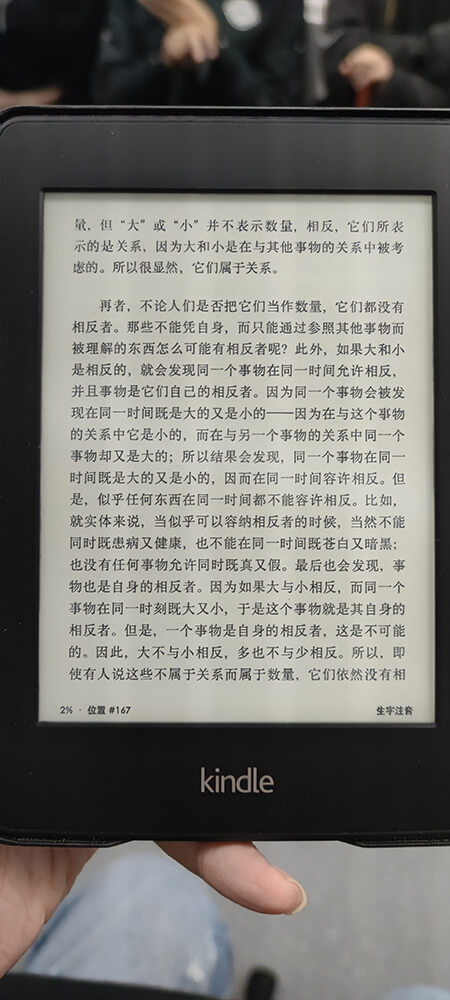 量，但“大”或“小”并不表示数量，相反，它们所表
示的是关系，因为大和小是在与其他事物的关系中被考
虑的。所以很显然，它们属于关系。
再者，不论人们是否把它们当作数量，它们都没有
相反者。那些不能凭自身，而只能通过参照其他事物而
被理解的东西怎么可能有相反者呢？此外，如果大和小
是相反的，就会发现同一个事物在同一时间允许相反，
并且事物是它们自己的相反者。因为同一个事物会被发
现在同一时间既是大的又是小的——因为在与这个事物
的关系中它是小的，而在与另一个事物的关系中同一个
事物却又是大的；所以结果会发现，同一个事物在同一
时间既是大的又是小的，因而在同一时间容许相反。但
是，似乎任何东西在同一时间都不能容许相反。比如，
就实体来说，当似乎可以容纳相反者的时候，当然不能
同时既患病又健康，也不能在同一时间既苍白又暗黑；
也没有任何事物允许同时既真又假。最后也会发现，事
物也是自身的相反者。因为如果大与小相反，而同一个
事物在同一时刻既大又小，于是这个事物就是其自身的
相反者。但是，一个事物是自身的相反者，这是不可能
的。因此，大不与小相反，多也不与少相反。所以，即
使有人说这些不属于关系而属于数量，它们依然没有相
2% · 位置 #167
生字注音
kindle